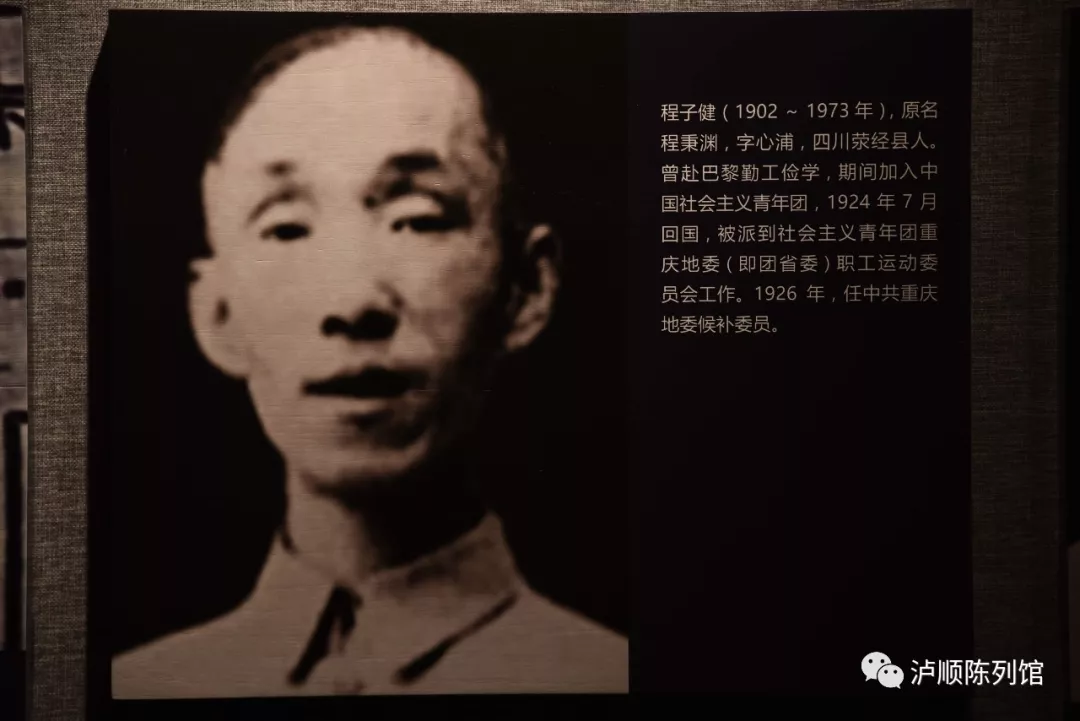 程子健（1902 ～ 1973 年），原名
程秉渊，字心浦，四川荥经县人。
曾赴巴黎勤工俭学，期间加入中
国社会主义青年团，1924 年 7 月
回国，被派到社会主义青年团重
庆地委（即团省委）职工运动委
员会工作。1926 年，任中共重庆
地委候补委员。
泸顺陈列馆